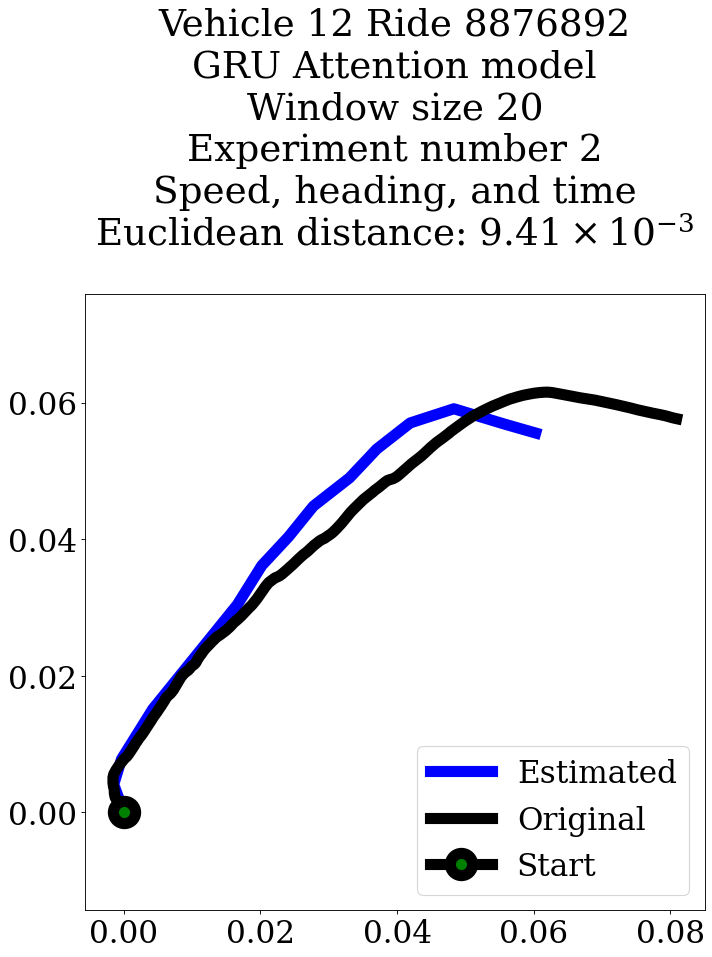 Vehicle 12 Ride 8876892
GRU Attention model
Window size 20
Experiment number 2
Speed, heading, and time
Euclidean distance: 9.41 × 10⁻³
0.06
0.04
0.02
0.00
Estimated
Original
Start
0.00 0.02 0.04 0.06 0.08